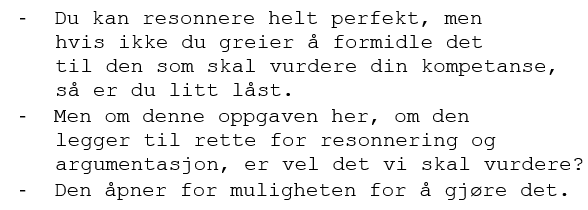 - Du kan resonnere helt perfekt, men
hvis ikke du greier å formidle det
til den som skal vurdere din kompetanse,
så er du litt låst.
- Men om denne oppgaven her, om den
legger til rette for resonnering og
argumentasjon, er vel det vi skal vurdere?
- Den åpner for muligheten for å gjøre det.